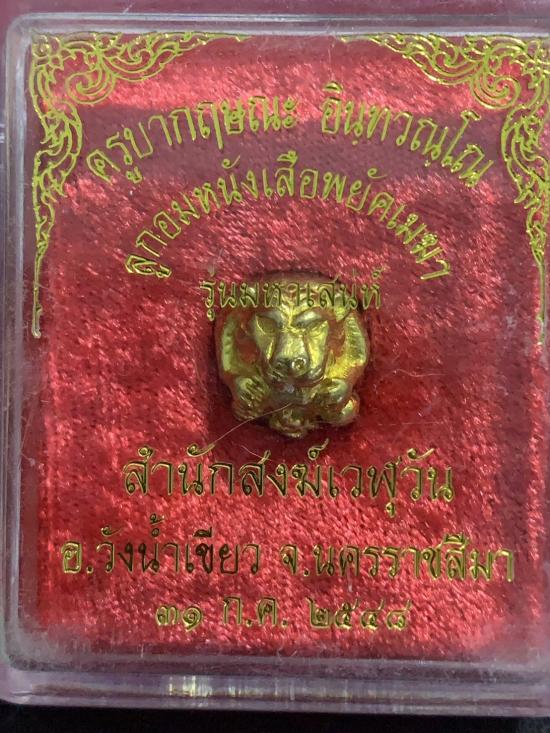 ครูบากฤษณะ อินฺทวณฺโณ
ลูกอมหนังเสือพยัคเมฆา
รุ่นมหาเสน่ห์
สำนักสงฆ์เวฬุวัน
อ.วังน้ำเขียว จ.นครราชสีมา
๓๑ ก.ค. ๒๕๔๘